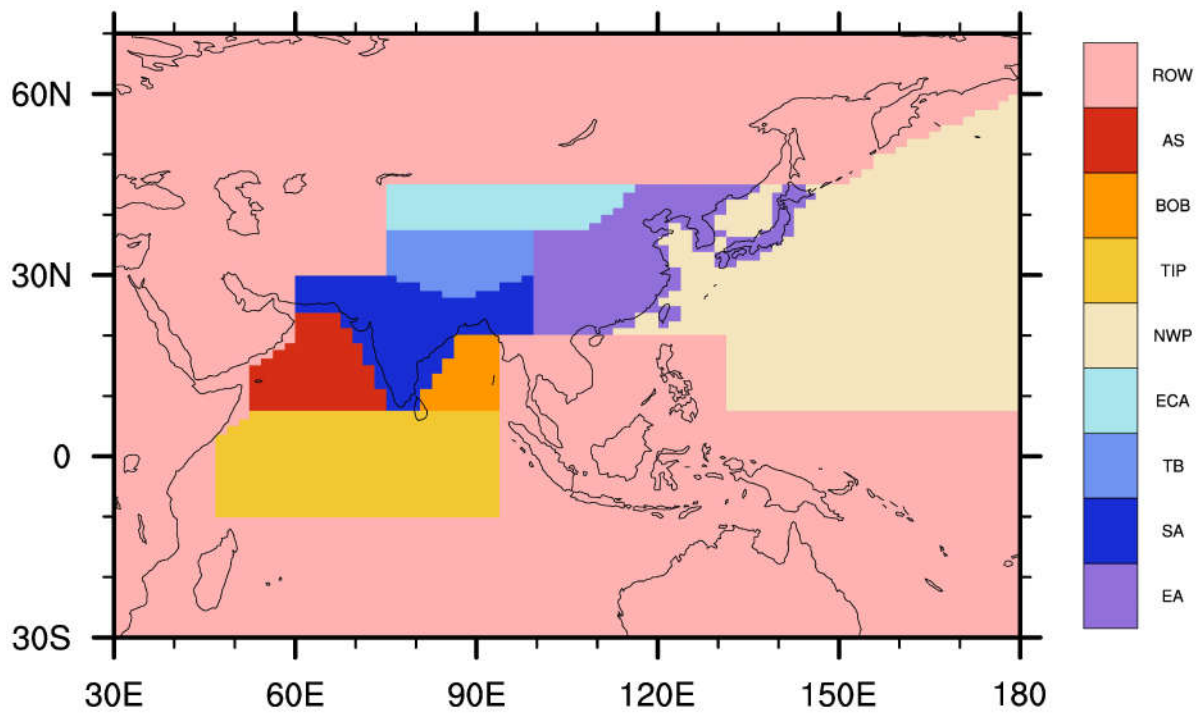 60N
30N
0
30S
30E 60E 90E 120E 150E 180
ROW
AS
BOB
TIP
NWP
ECA
TB
SA
EA